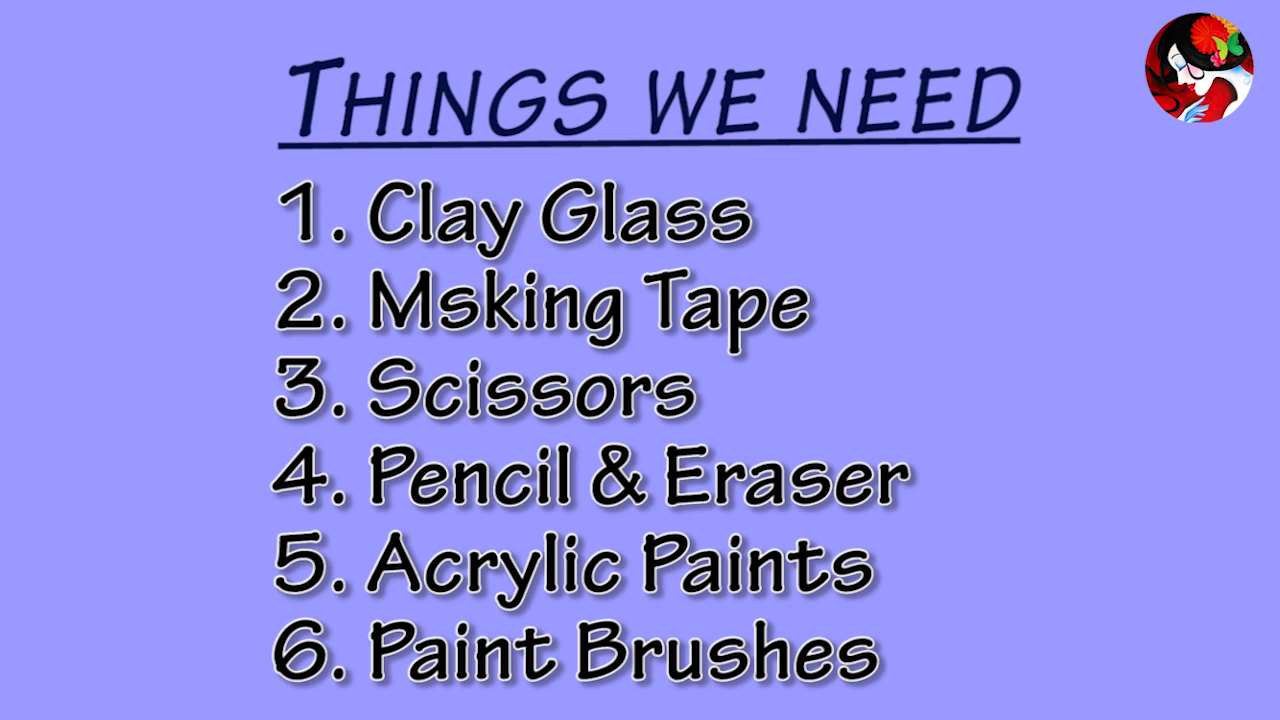 THINGS WE NEED
1. Clay Glass
2. Msking Tape
3. Scissors
4. Pencil & Eraser
5. Acrylic Paints
6. Paint Brushes